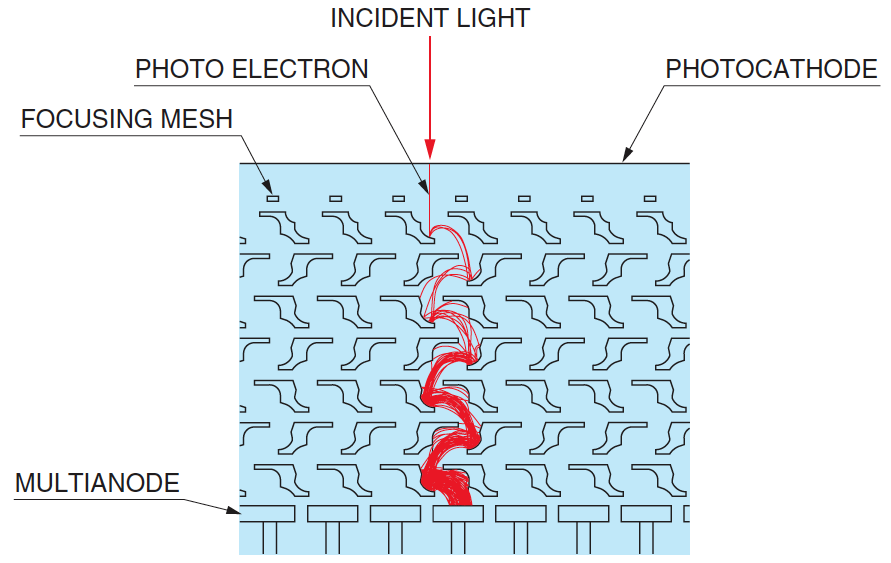 INCIDENT LIGHT
PHOTO ELECTRON
PHOTOCATHODE
FOCUSING MESH
MULTIANODE